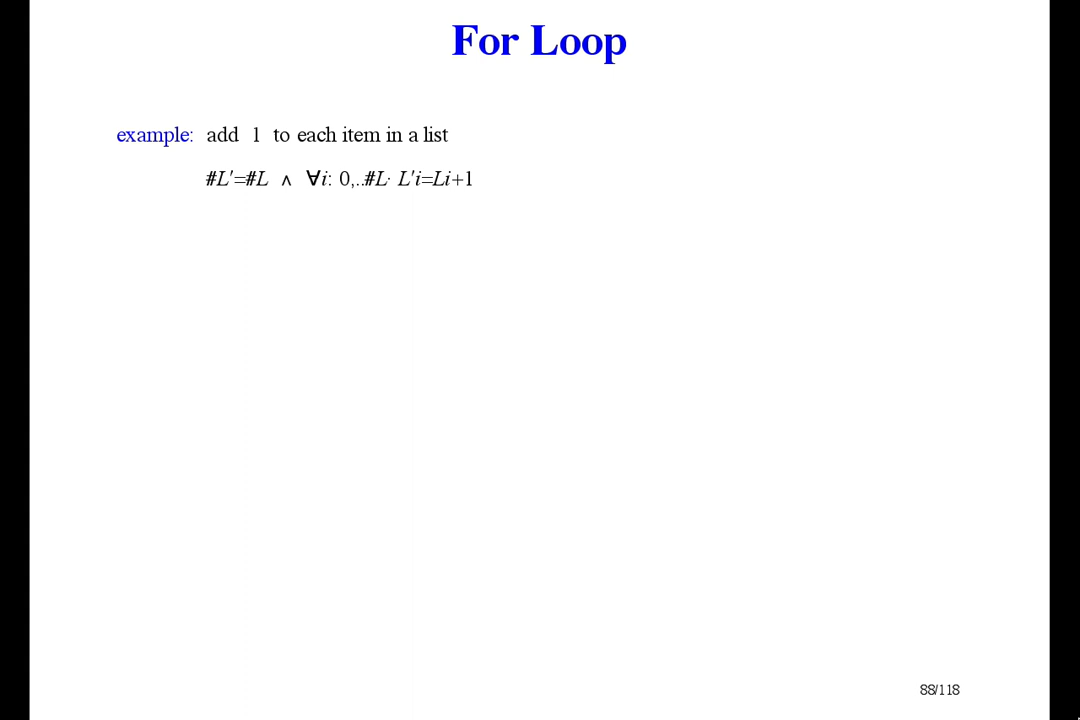 For Loop
example: add 1 to each item in a list
#L′=#L ∧ ∀i: 0,..#L· L′i=Li+1
88/118